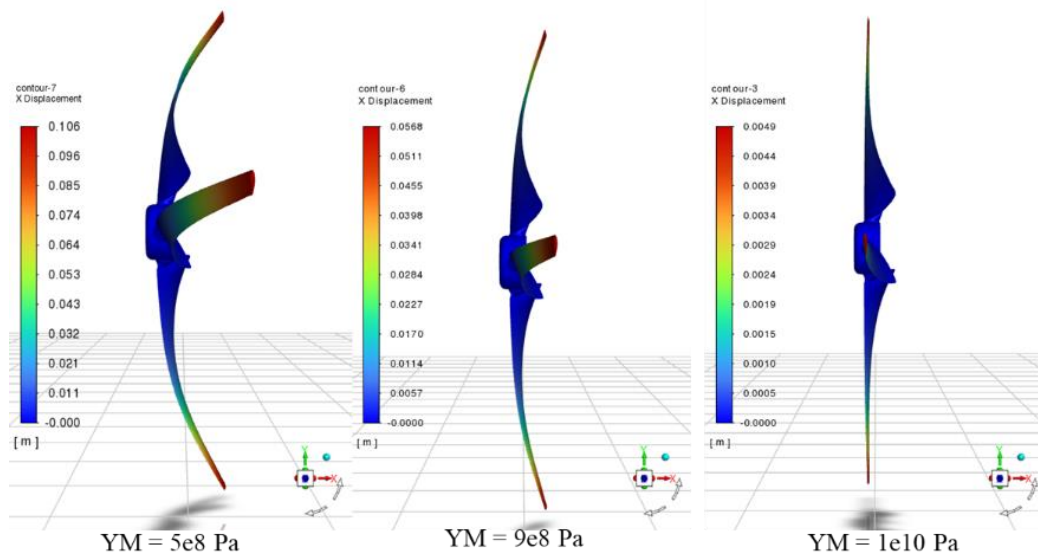 contour-7
X Displacement
0.106
0.096
0.085
0.074
0.064
0.053
0.043
0.032
0.021
0.011
-0.000
[ m ]
Y
X
YM = 5e8 Pa
contour-6
X Displacement
0.0568
0.0511
0.0455
0.0398
0.0341
0.0284
0.0227
0.0170
0.0114
0.0057
-0.0000
[ m ]
Y
X
YM = 9e8 Pa
contour-3
X Displacement
0.0049
0.0044
0.0039
0.0034
0.0029
0.0024
0.0019
0.0015
0.0010
0.0005
-0.0000
[ m ]
Y
X
YM = 1e10 Pa